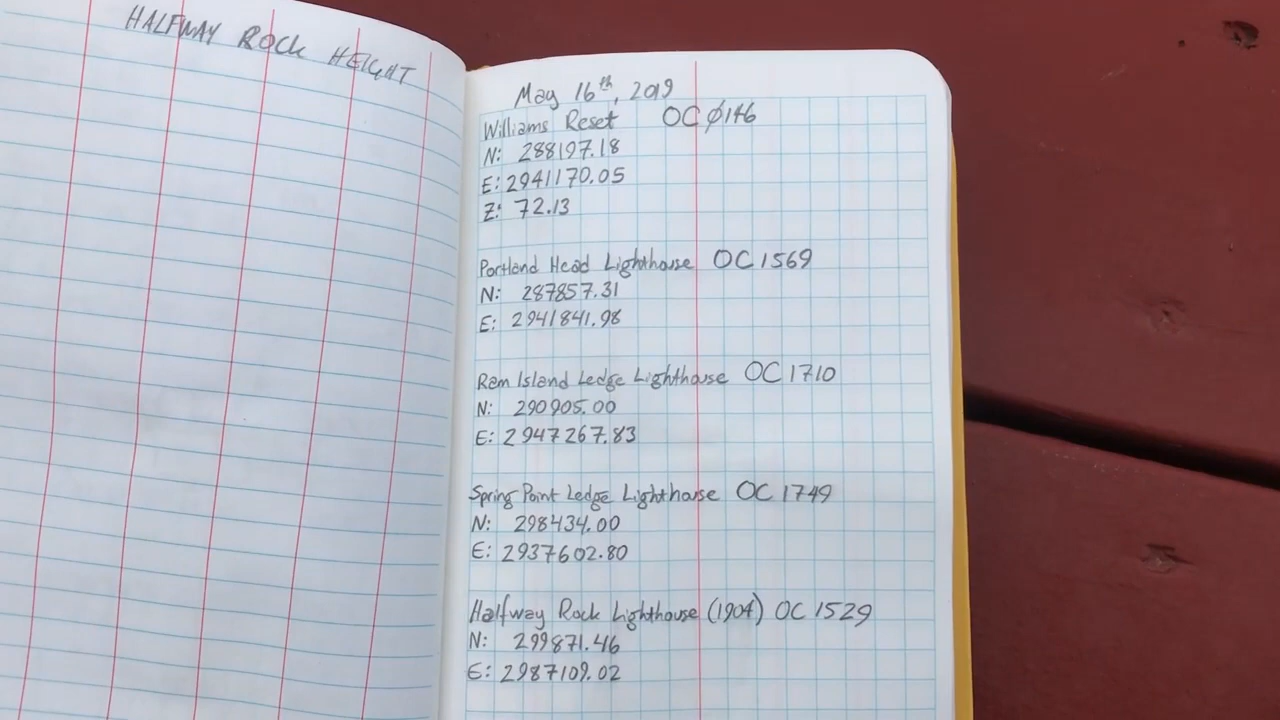 HALFWAY ROCK HEIGHT
May 16th, 2019
Williams Reset OC Ø146
N: 288197.18
E: 2941170.05
Z: 72.13
Portland Head Lighthouse OC 1569
N: 287857.31
E: 2941841.98
Ram Island Ledge Lighthouse OC 1710
N: 290905.00
E: 2947267.83
Spring Point Ledge Lighthouse OC 1749
N: 298434.00
E: 2937602.80
Halfway Rock Lighthouse (1904) OC 1529
N: 299871.46
E: 2987109.02